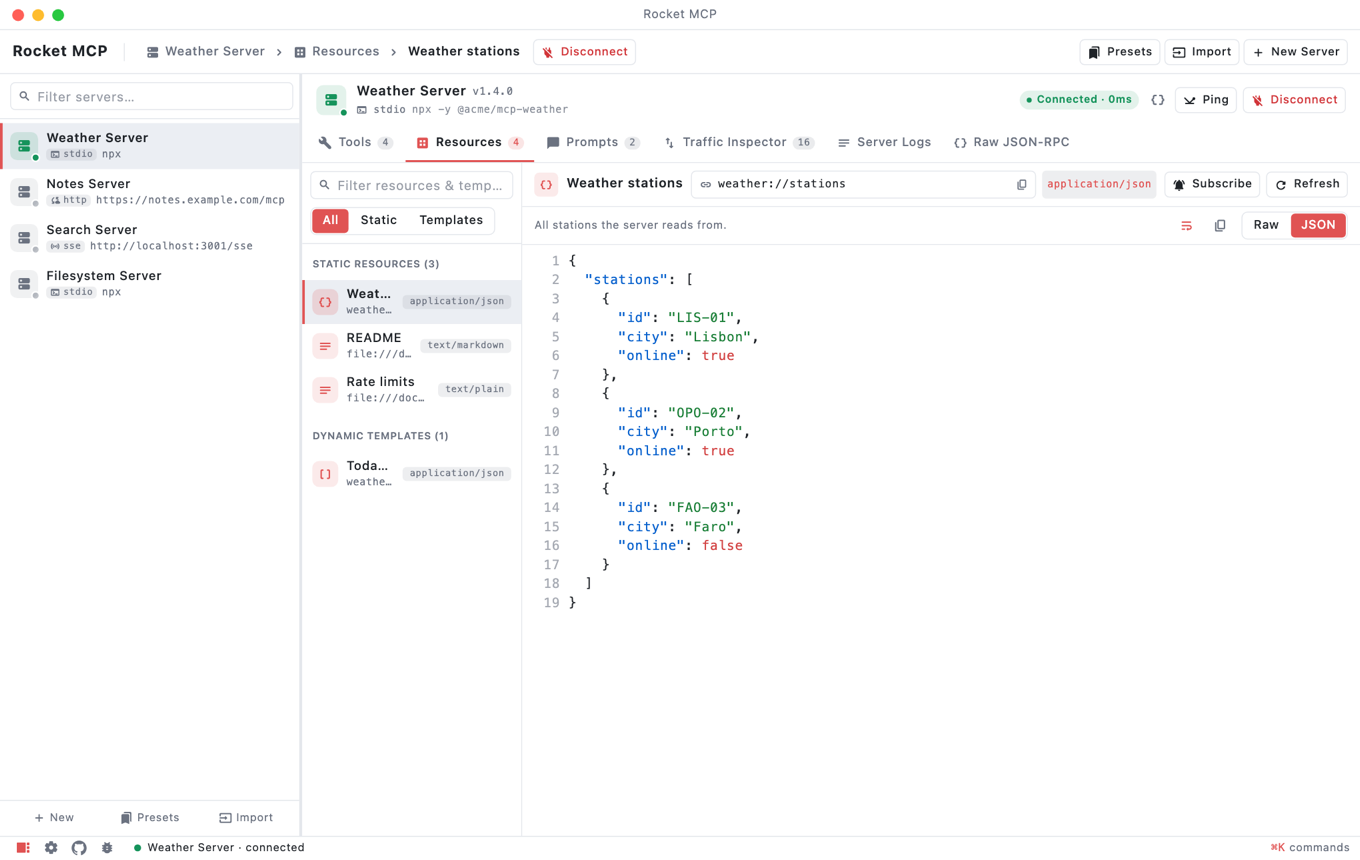 Rocket MCP
Rocket MCP Weather Server › Resources › Weather stations Disconnect Presets Import + New Server
Filter servers...
Weather Server
stdio npx
Notes Server
http https://notes.example.com/mcp
Search Server
sse http://localhost:3001/sse
Filesystem Server
stdio npx
+ New Presets Import
Weather Server v1.4.0
stdio npx -y @acme/mcp-weather
Connected · 0ms {} Ping Disconnect
Tools 4 Resources 4 Prompts 2 Traffic Inspector 16 Server Logs {} Raw JSON-RPC
Filter resources & temp...
All Static Templates
STATIC RESOURCES (3)
{} Weat... application/json
weathe…
README text/markdown
file:///d…
Rate limits text/plain
file:///doc…
DYNAMIC TEMPLATES (1)
[] Toda... application/json
weathe…
{} Weather stations weather://stations application/json Subscribe Refresh
All stations the server reads from. Raw JSON
1 {
2 "stations": [
3 {
4 "id": "LIS-01",
5 "city": "Lisbon",
6 "online": true
7 },
8 {
9 "id": "OPO-02",
10 "city": "Porto",
11 "online": true
12 },
13 {
14 "id": "FAO-03",
15 "city": "Faro",
16 "online": false
17 }
18 ]
19 }
Weather Server · connected ⌘K commands